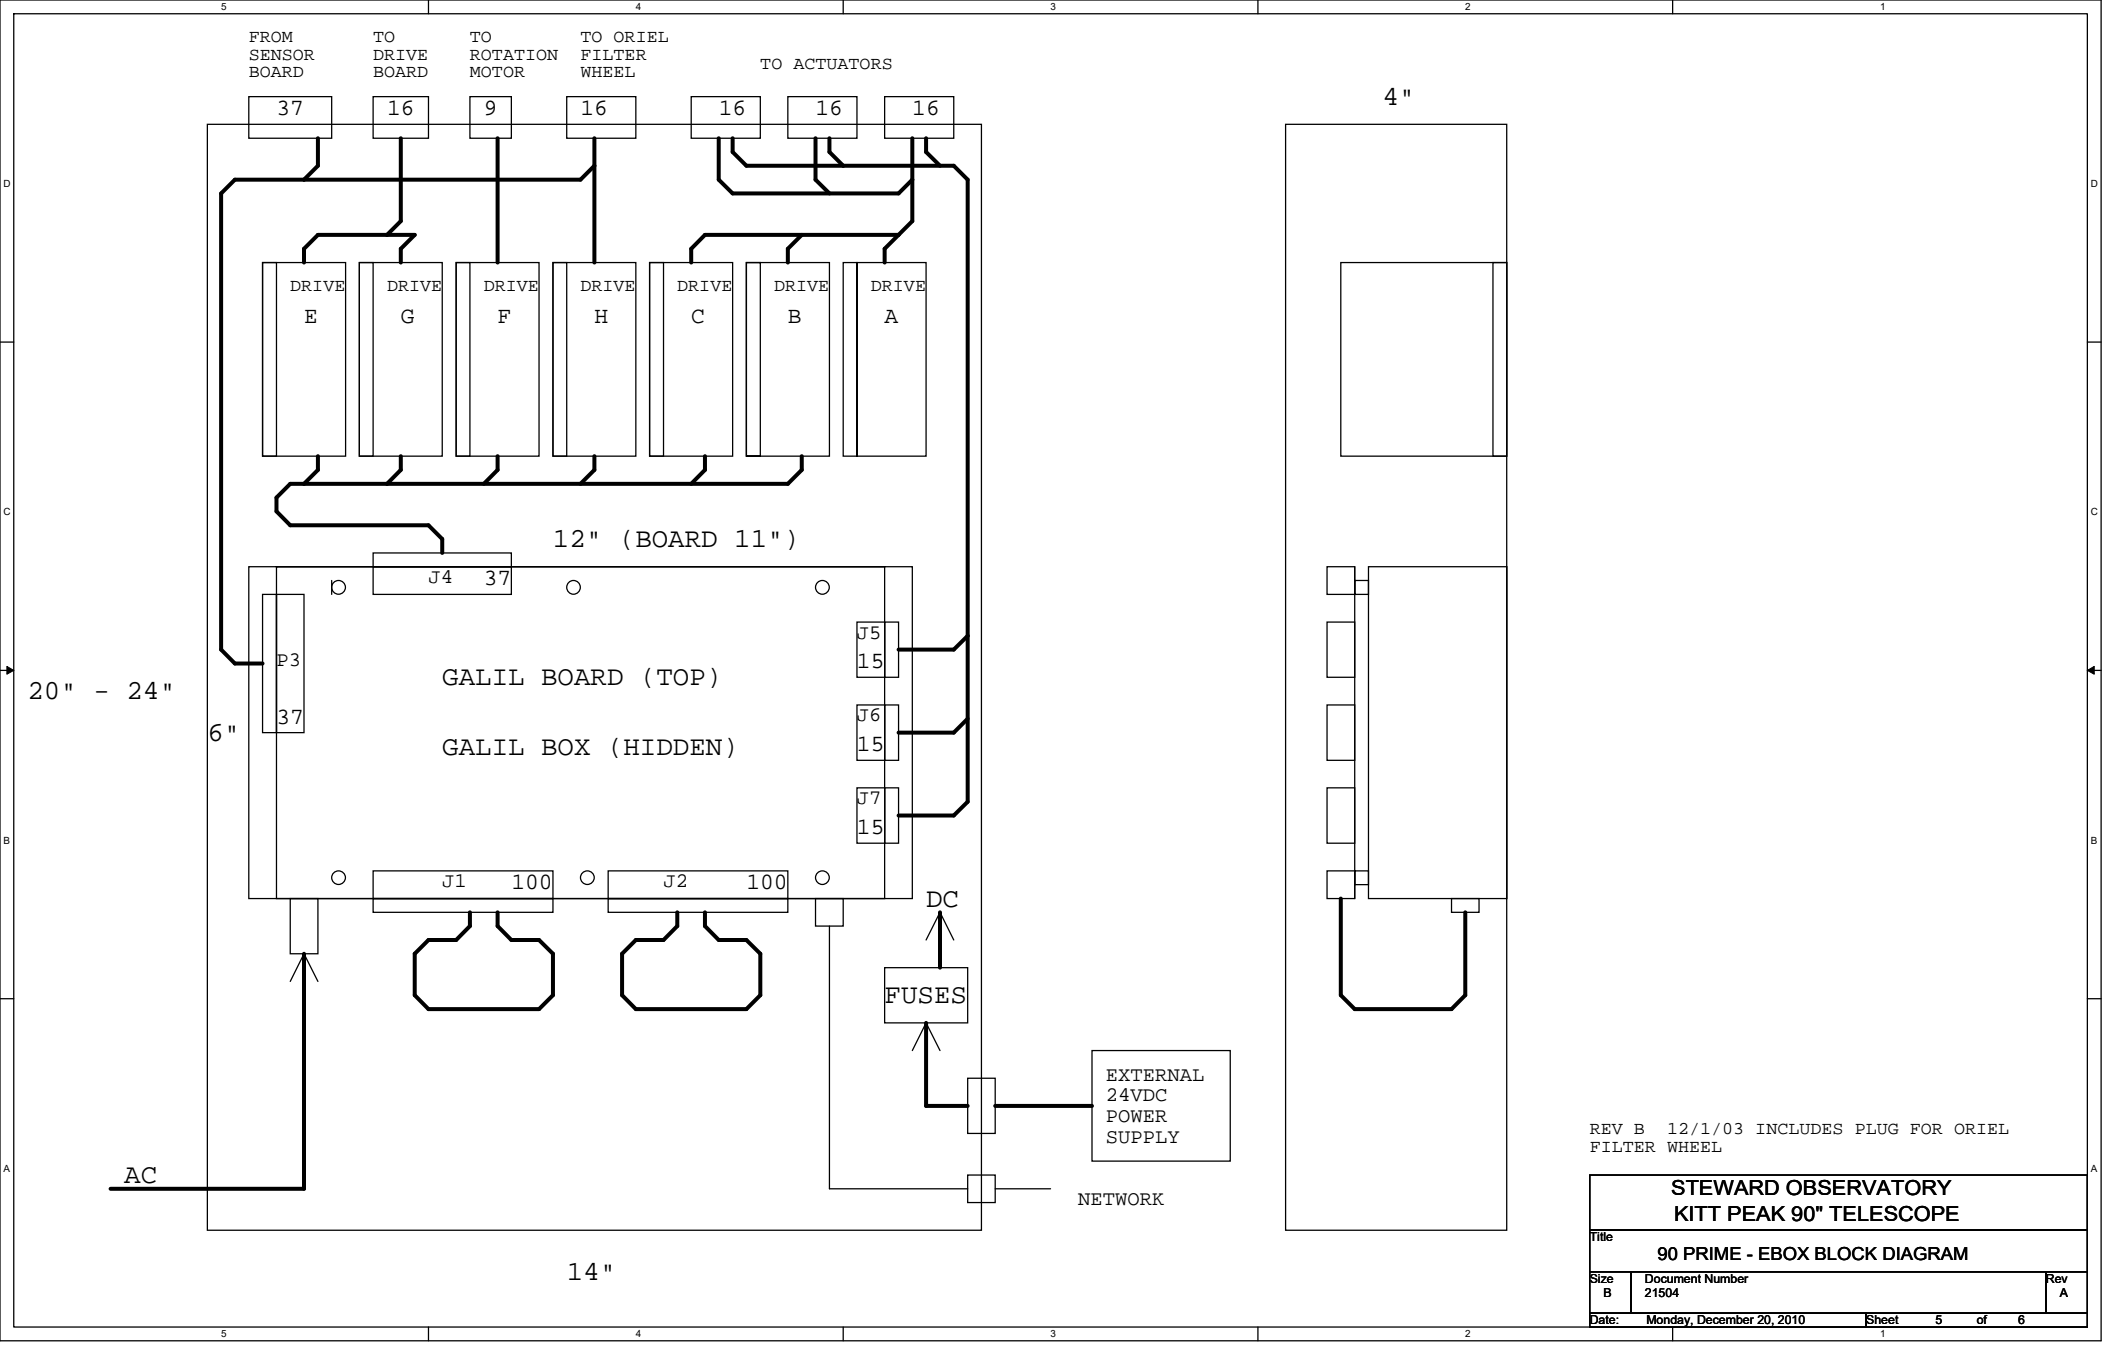 5 4 3 2 1
FROM
SENSOR
BOARD
TO
DRIVE
BOARD
TO
ROTATION
MOTOR
TO ORIEL
FILTER
WHEEL
TO ACTUATORS
37 16 9 16 16 16 16
4"
D D
DRIVE
E
DRIVE
G
DRIVE
F
DRIVE
H
DRIVE
C
DRIVE
B
DRIVE
A
C C
12" (BOARD 11")
J4 37
P3
37
J5
15
J6
15
J7
15
GALIL BOARD (TOP)
GALIL BOX (HIDDEN)
20" - 24"
6"
B B
J1 100
J2 100
DC
FUSES
EXTERNAL
24VDC
POWER
SUPPLY
AC
NETWORK
A A
14"
REV B 12/1/03 INCLUDES PLUG FOR ORIEL
FILTER WHEEL
STEWARD OBSERVATORY
KITT PEAK 90" TELESCOPE
Title
90 PRIME - EBOX BLOCK DIAGRAM
Size Document Number Rev
B 21504 A
Date: Monday, December 20, 2010 Sheet 5 of 6
5 4 3 2 1